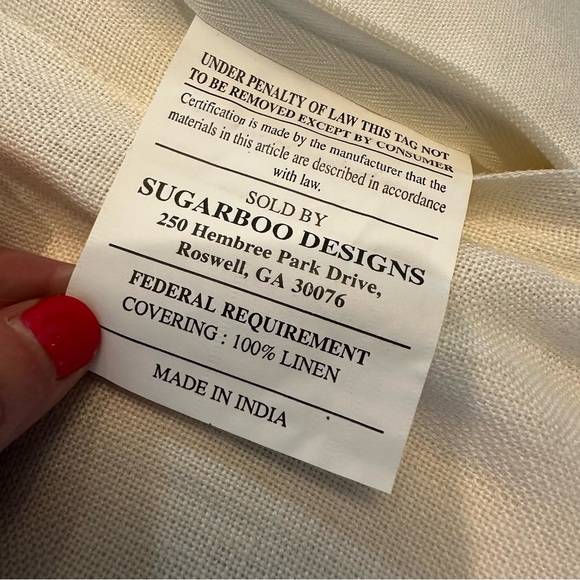 UNDER PENALTY OF LAW THIS TAG NOT
TO BE REMOVED EXCEPT BY CONSUMER
Certification is made by the manufacturer that the
materials in this article are described in accordance
with law.
SOLD BY
SUGARBOO DESIGNS
250 Hembree Park Drive,
Roswell, GA 30076
FEDERAL REQUIREMENT
COVERING : 100% LINEN
MADE IN INDIA